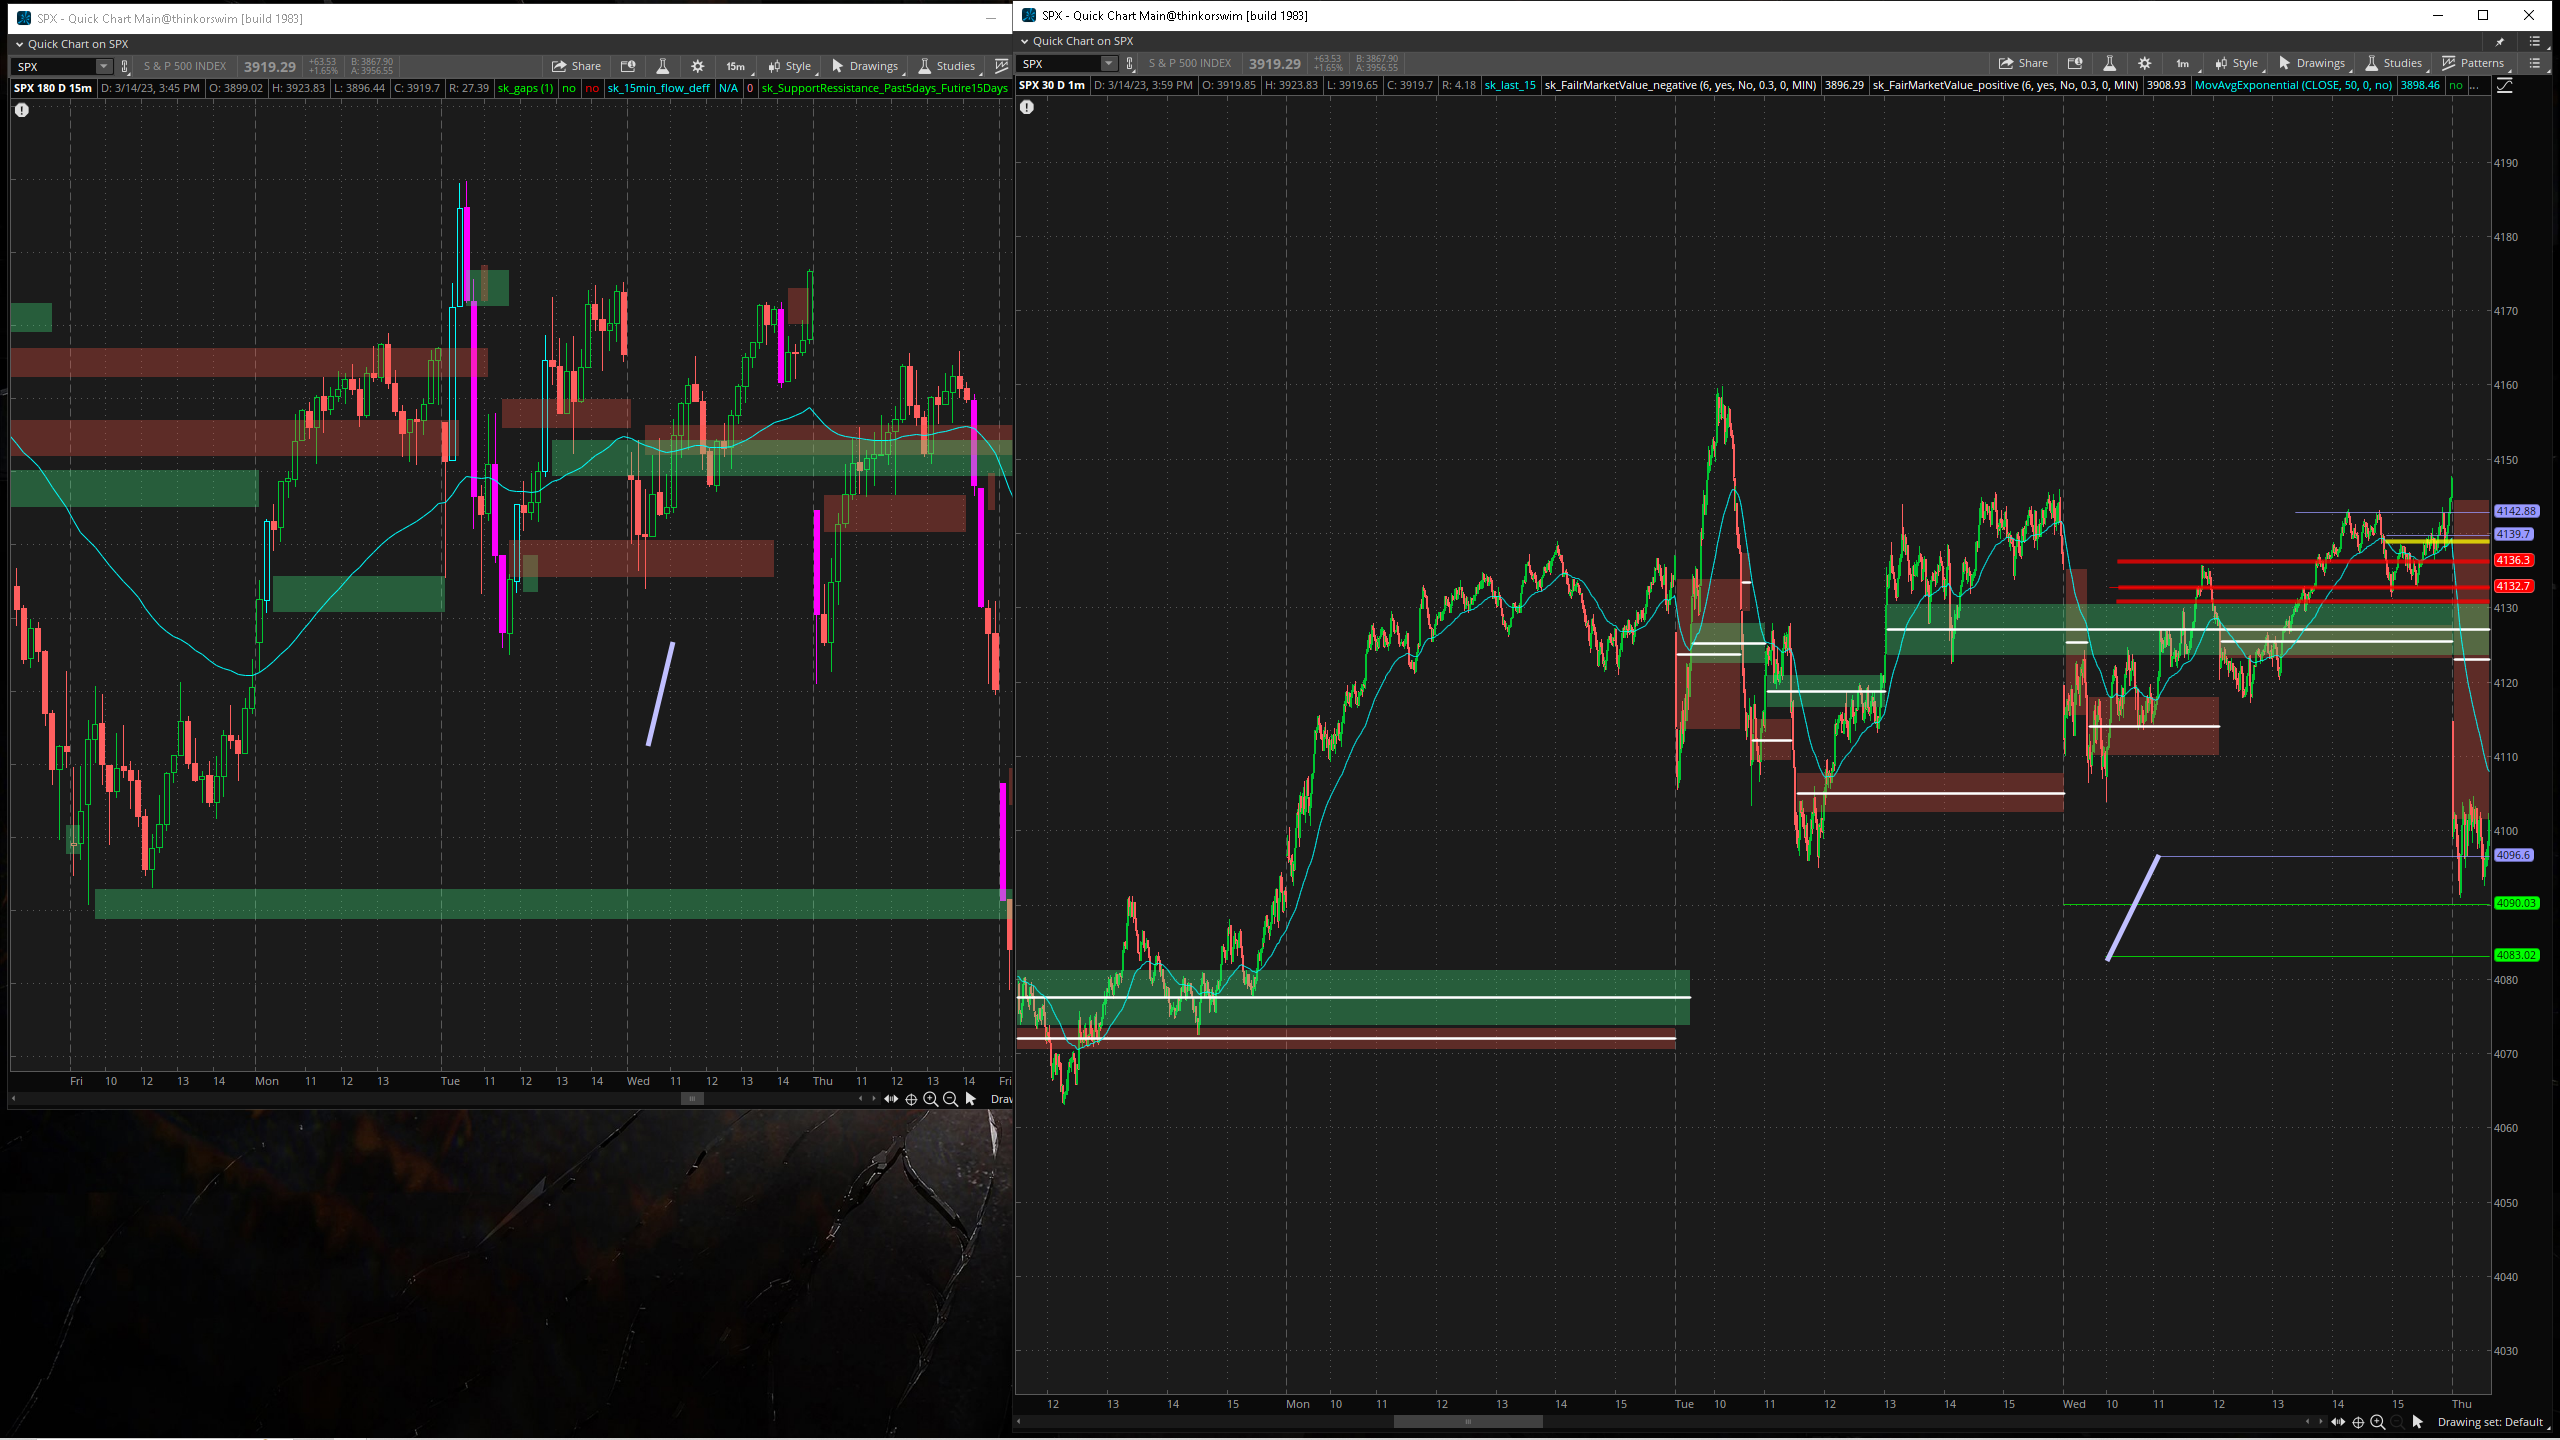 SPX - Quick Chart Main@thinkorswim [build 1983]
Quick Chart on SPX
SPX S & P 500 INDEX 3919.29 +63.53 +1.65% B: 3867.90 A: 3956.55 Share 15m Style Drawings Studies
SPX 180 D 15m D: 3/14/23, 3:45 PM O: 3899.02 H: 3923.83 L: 3896.44 C: 3919.7 R: 27.39 sk_gaps (1) no no sk_15min_flow_deff N/A 0 sk_SupportRessistance_Past5days_Futire15Days
Fri 10 12 13 14 Mon 11 12 13 Tue 11 12 13 14 Wed 11 12 13 14 Thu 11 12 13 14 Fri
Draw
SPX - Quick Chart Main@thinkorswim [build 1983]
Quick Chart on SPX
SPX S & P 500 INDEX 3919.29 +63.53 +1.65% B: 3867.90 A: 3956.55 Share 1m Style Drawings Studies Patterns
SPX 30 D 1m D: 3/14/23, 3:59 PM O: 3919.85 H: 3923.83 L: 3919.65 C: 3919.7 R: 4.18 sk_last_15 sk_FailrMarketValue_negative (6, yes, No, 0.3, 0, MIN) 3896.29 sk_FairMarketValue_positive (6, yes, No, 0.3, 0, MIN) 3908.93 MovAvgExponential (CLOSE, 50, 0, no) 3898.46 no ...
4190
4180
4170
4160
4150
4142.88
4139.7
4136.3
4132.7
4130
4120
4110
4100
4096.6
4090.03
4083.02
4080
4070
4060
4050
4040
4030
12 13 14 15 Mon 10 11 12 13 14 15 Tue 10 11 12 13 14 15 Wed 10 11 12 13 14 15 Thu
Drawing set: Default